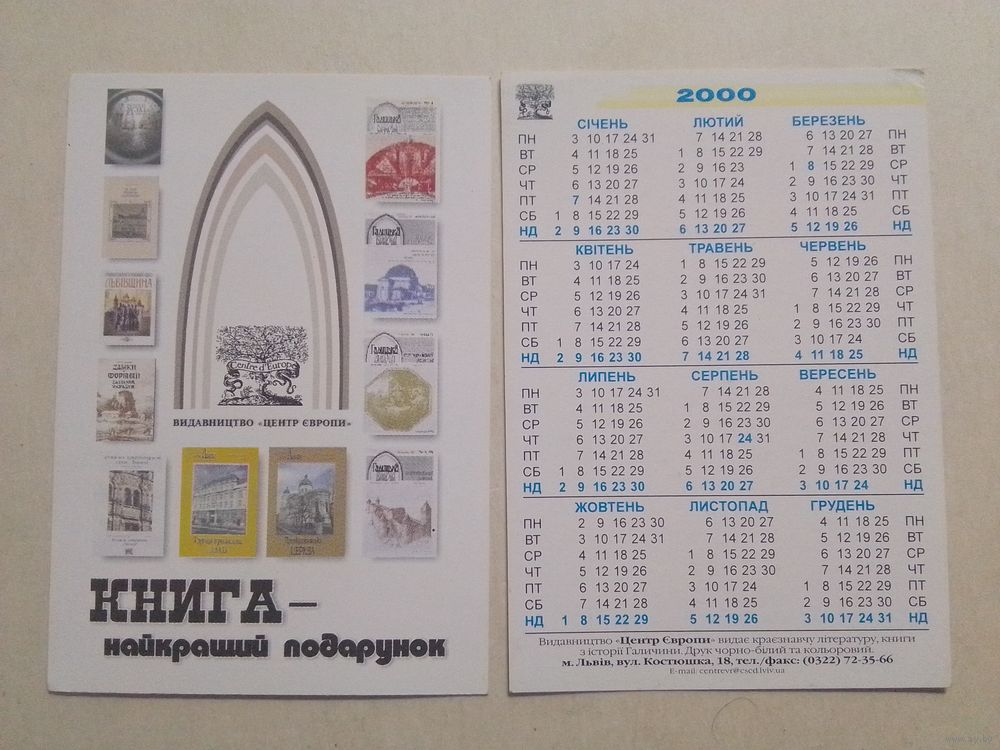 ЛЬВІВЩИНА
Галицька
Галицька
Centre d'Europe
ВИДАВНИЦТВО «ЦЕНТР ЄВРОПИ»
ЦЕРКВА
КНИГА –
найкращий подарунок
2000
СІЧЕНЬ ЛЮТИЙ БЕРЕЗЕНЬ
ПН 3 10 17 24 31 7 14 21 28 6 13 20 27 ПН
ВТ 4 11 18 25 1 8 15 22 29 7 14 21 28 ВТ
СР 5 12 19 26 2 9 16 23 1 8 15 22 29 СР
ЧТ 6 13 20 27 3 10 17 24 2 9 16 23 30 ЧТ
ПТ 7 14 21 28 4 11 18 25 3 10 17 24 31 ПТ
СБ 1 8 15 22 29 5 12 19 26 4 11 18 25 СБ
НД 2 9 16 23 30 6 13 20 27 5 12 19 26 НД
КВІТЕНЬ ТРАВЕНЬ ЧЕРВЕНЬ
ПН 3 10 17 24 1 8 15 22 29 5 12 19 26 ПН
ВТ 4 11 18 25 2 9 16 23 30 6 13 20 27 ВТ
СР 5 12 19 26 3 10 17 24 31 7 14 21 28 СР
ЧТ 6 13 20 27 4 11 18 25 1 8 15 22 29 ЧТ
ПТ 7 14 21 28 5 12 19 26 2 9 16 23 30 ПТ
СБ 1 8 15 22 29 6 13 20 27 3 10 17 24 СБ
НД 2 9 16 23 30 7 14 21 28 4 11 18 25 НД
ЛИПЕНЬ СЕРПЕНЬ ВЕРЕСЕНЬ
ПН 3 10 17 24 31 7 14 21 28 4 11 18 25 ПН
ВТ 4 11 18 25 1 8 15 22 29 5 12 19 26 ВТ
СР 5 12 19 26 2 9 16 23 30 6 13 20 27 СР
ЧТ 6 13 20 27 3 10 17 24 31 7 14 21 28 ЧТ
ПТ 7 14 21 28 4 11 18 25 1 8 15 22 29 ПТ
СБ 1 8 15 22 29 5 12 19 26 2 9 16 23 30 СБ
НД 2 9 16 23 30 6 13 20 27 3 10 17 24 НД
ЖОВТЕНЬ ЛИСТОПАД ГРУДЕНЬ
ПН 2 9 16 23 30 6 13 20 27 4 11 18 25 ПН
ВТ 3 10 17 24 31 7 14 21 28 5 12 19 26 ВТ
СР 4 11 18 25 1 8 15 22 29 6 13 20 27 СР
ЧТ 5 12 19 26 2 9 16 23 30 7 14 21 28 ЧТ
ПТ 6 13 20 27 3 10 17 24 1 8 15 22 29 ПТ
СБ 7 14 21 28 4 11 18 25 2 9 16 23 30 СБ
НД 1 8 15 22 29 5 12 19 26 3 10 17 24 31 НД
Видавництво «Центр Європи» видає краєзнавчу літературу, книги
з історії Галичини. Друк чорно-білий та кольоровий.
м. Львів, вул. Костюшка, 18, тел./факс: (0322) 72-35-66
E-mail: centrevr@cscd.lviv.ua